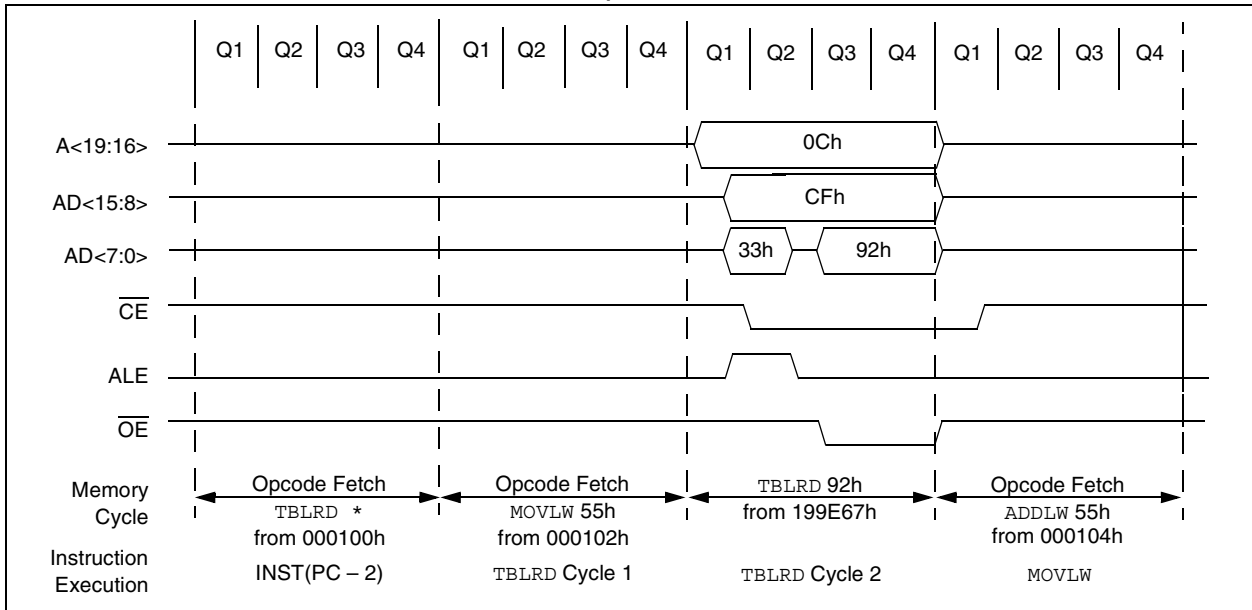 Q1 Q2 Q3 Q4 Q1 Q2 Q3 Q4 Q1 Q2 Q3 Q4 Q1 Q2 Q3 Q4
A<19:16> 0Ch
AD<15:8> CFh
AD<7:0> 33h 92h
CE
ALE
OE
Memory Cycle
Opcode Fetch
TBLRD *
from 000100h
Opcode Fetch
MOVLW 55h
from 000102h
TBLRD 92h
from 199E67h
Opcode Fetch
ADDLW 55h
from 000104h
Instruction Execution
INST(PC – 2)
TBLRD Cycle 1
TBLRD Cycle 2
MOVLW